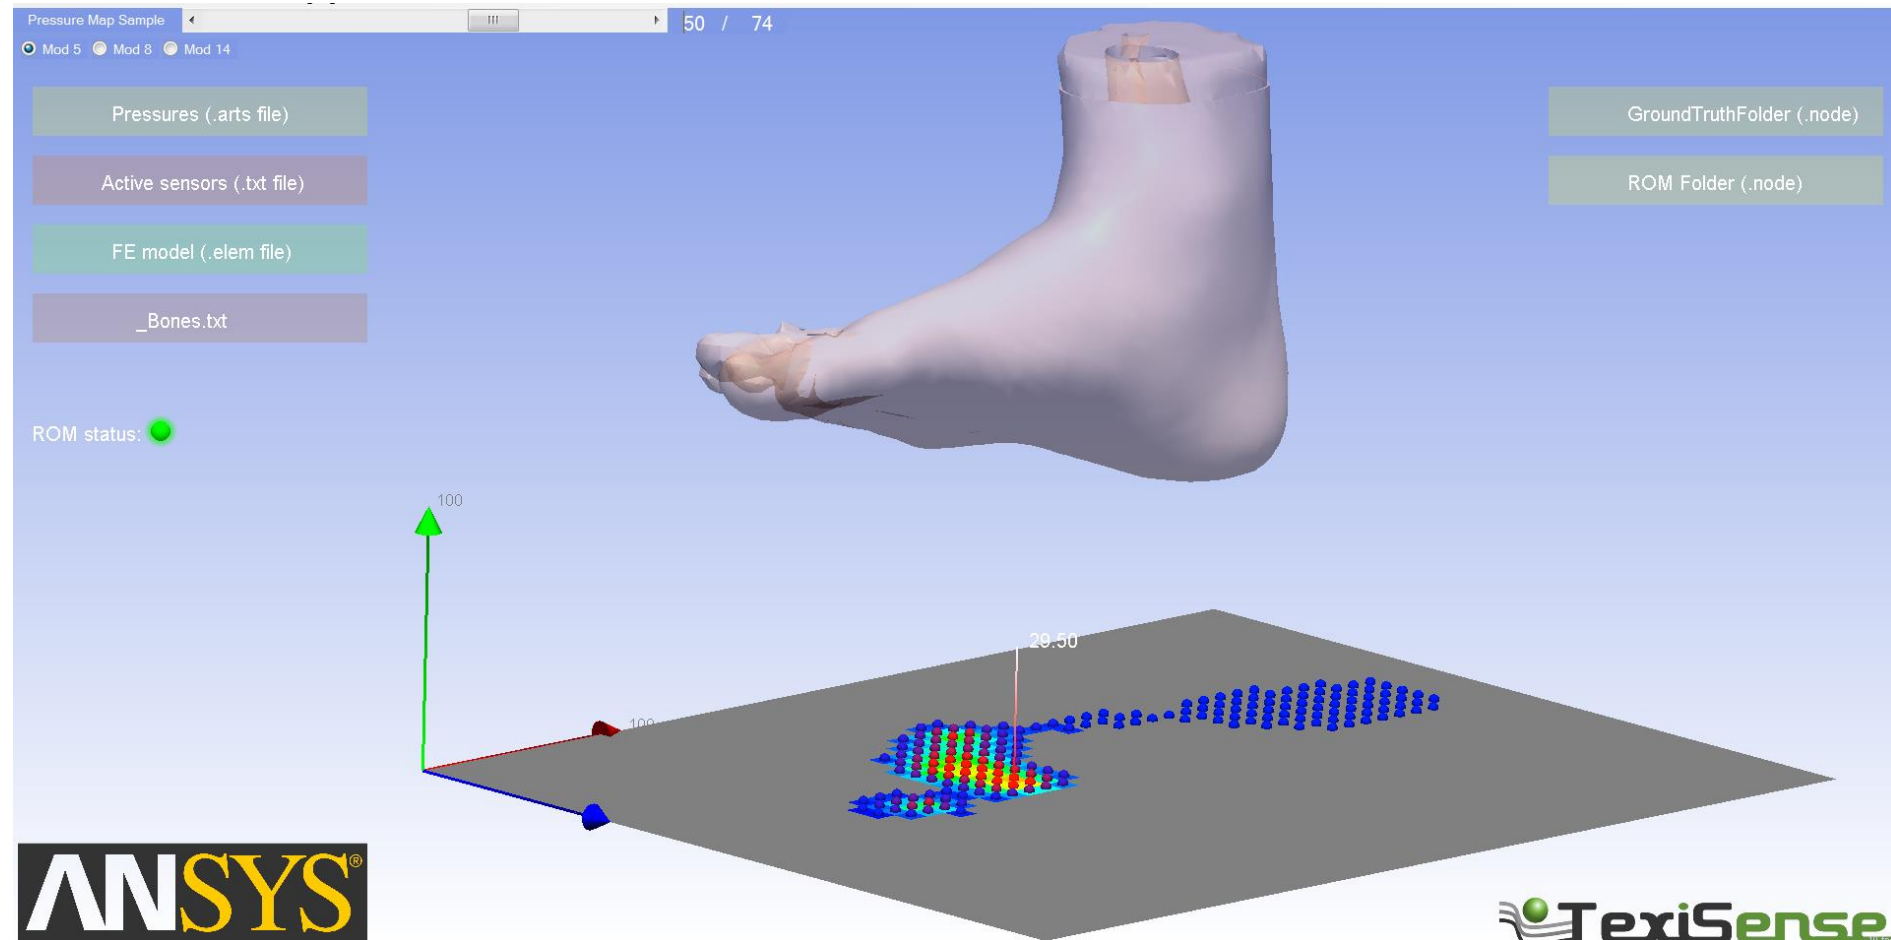 Pressure Map Sample
50 / 74
Mod 5 Mod 8 Mod 14
Pressures (.arts file)
GroundTruthFolder (.node)
Active sensors (.txt file)
ROM Folder (.node)
FE model (.elem file)
_Bones.txt
ROM status:
100
29.50
100
ANSYS®
TexiSense